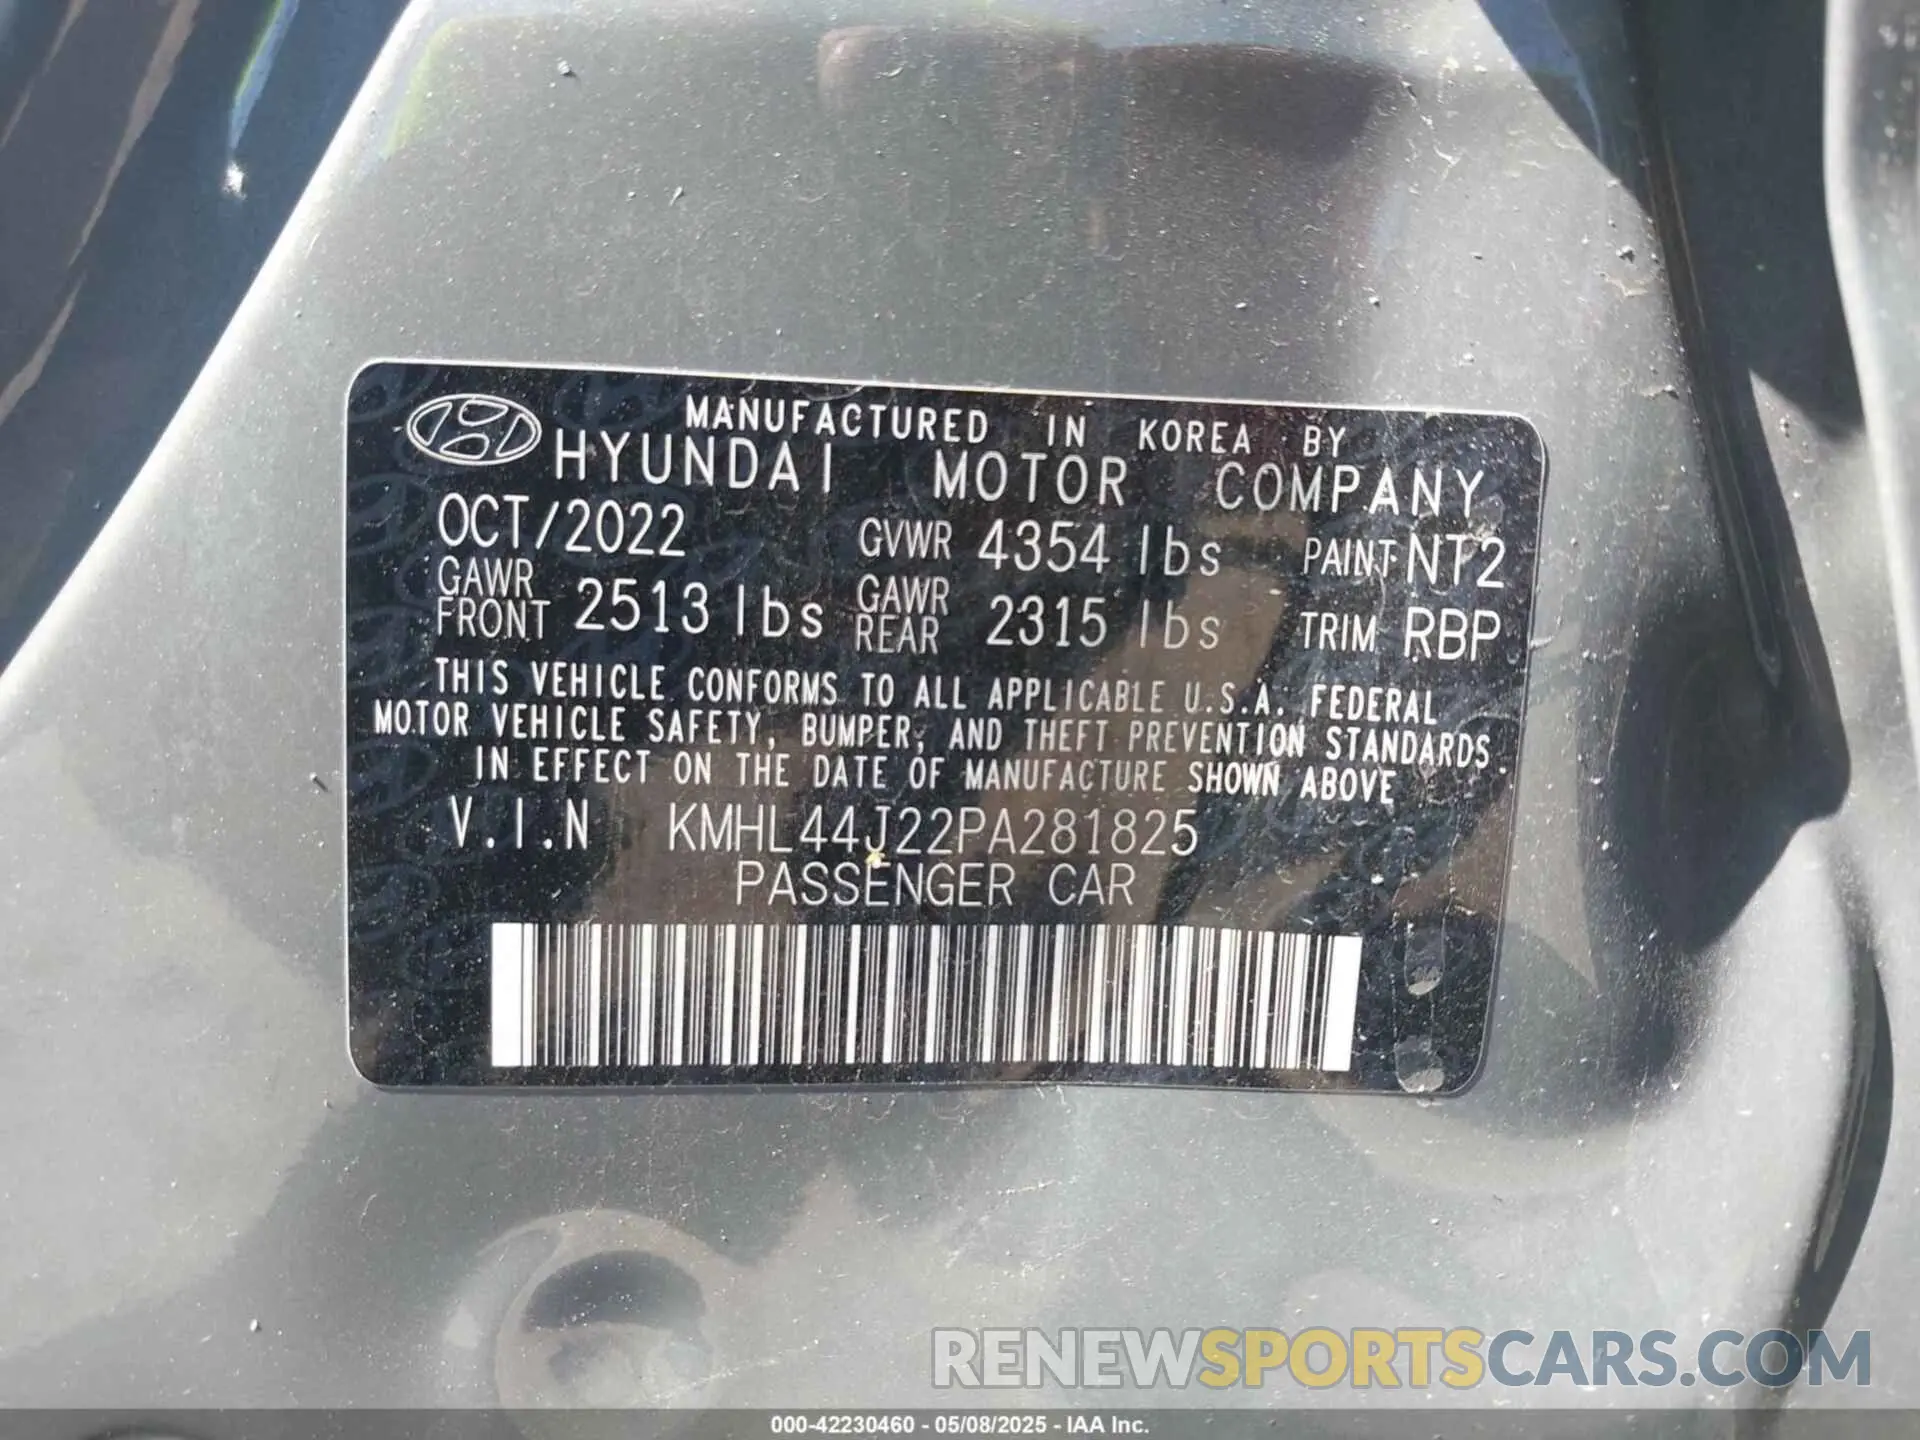 MANUFACTURED IN KOREA BY
HYUNDAI MOTOR COMPANY
OCT/2022 GVWR 4354 lbs PAINT NT2
GAWR FRONT 2513 lbs GAWR REAR 2315 lbs TRIM RBP
THIS VEHICLE CONFORMS TO ALL APPLICABLE U.S.A. FEDERAL
MOTOR VEHICLE SAFETY, BUMPER, AND THEFT PREVENTION STANDARDS
IN EFFECT ON THE DATE OF MANUFACTURE SHOWN ABOVE
V.I.N KMHL44J22PA281825
PASSENGER CAR
RENEWSPORTSCARS.COM
000-42230460 - 05/08/2025 - IAA Inc.